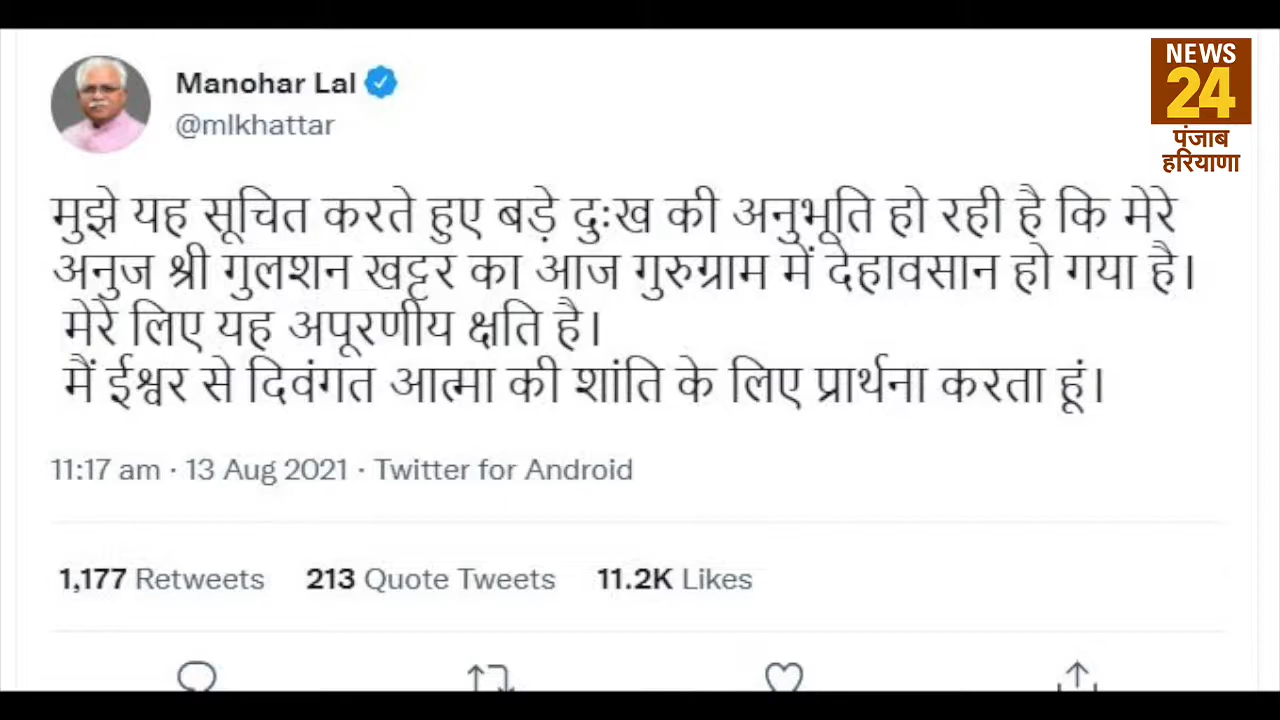 Manohar Lal
@mlkhattar
NEWS
24
पंजाब
हरियाणा
मुझे यह सूचित करते हुए बड़े दुःख की अनुभूति हो रही है कि मेरे
अनुज श्री गुलशन खट्टर का आज गुरुग्राम में देहावसान हो गया है।
मेरे लिए यह अपूरणीय क्षति है।
मैं ईश्वर से दिवंगत आत्मा की शांति के लिए प्रार्थना करता हूं।
11:17 am · 13 Aug 2021 · Twitter for Android
1,177 Retweets 213 Quote Tweets 11.2K Likes